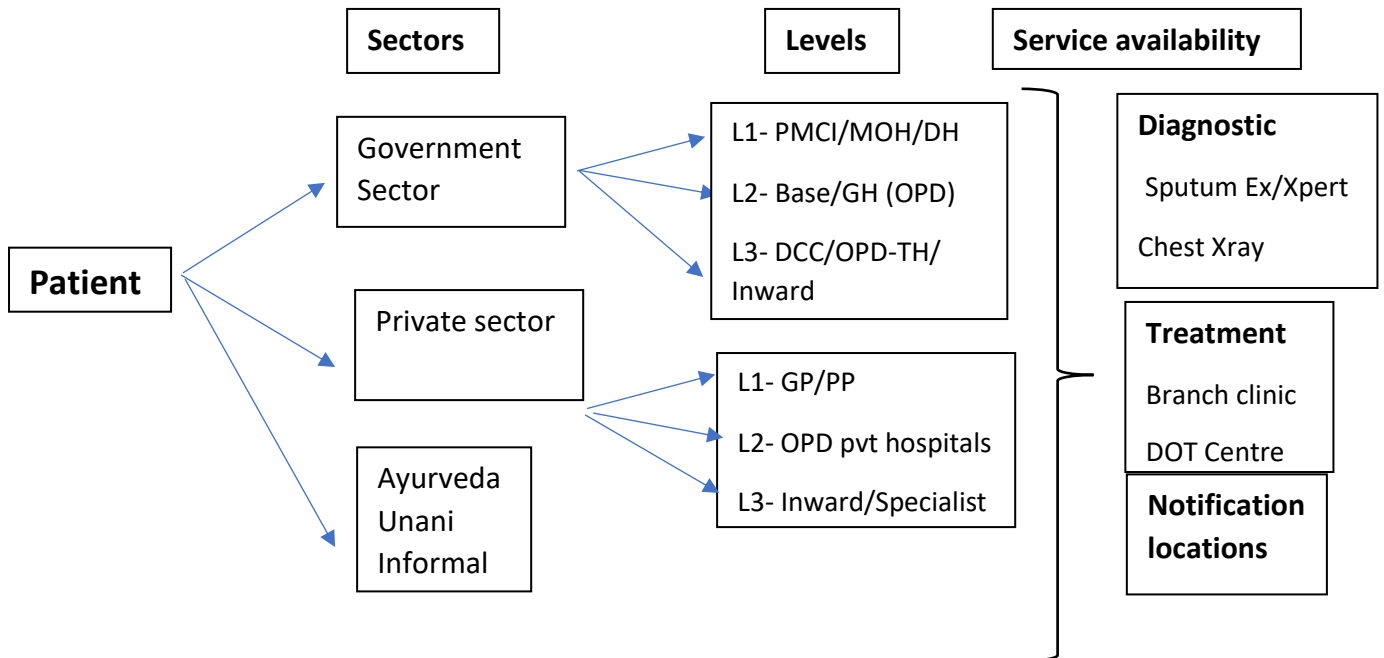 Sectors
Levels
Service availability
Patient
Government
Sector
Private sector
Ayurveda
Unani
Informal
L1- PMCI/MOH/DH
L2- Base/GH (OPD)
L3- DCC/OPD-TH/
Inward
L1- GP/PP
L2- OPD pvt hospitals
L3- Inward/Specialist
Diagnostic
Sputum Ex/Xpert
Chest Xray
Treatment
Branch clinic
DOT Centre
Notification
locations